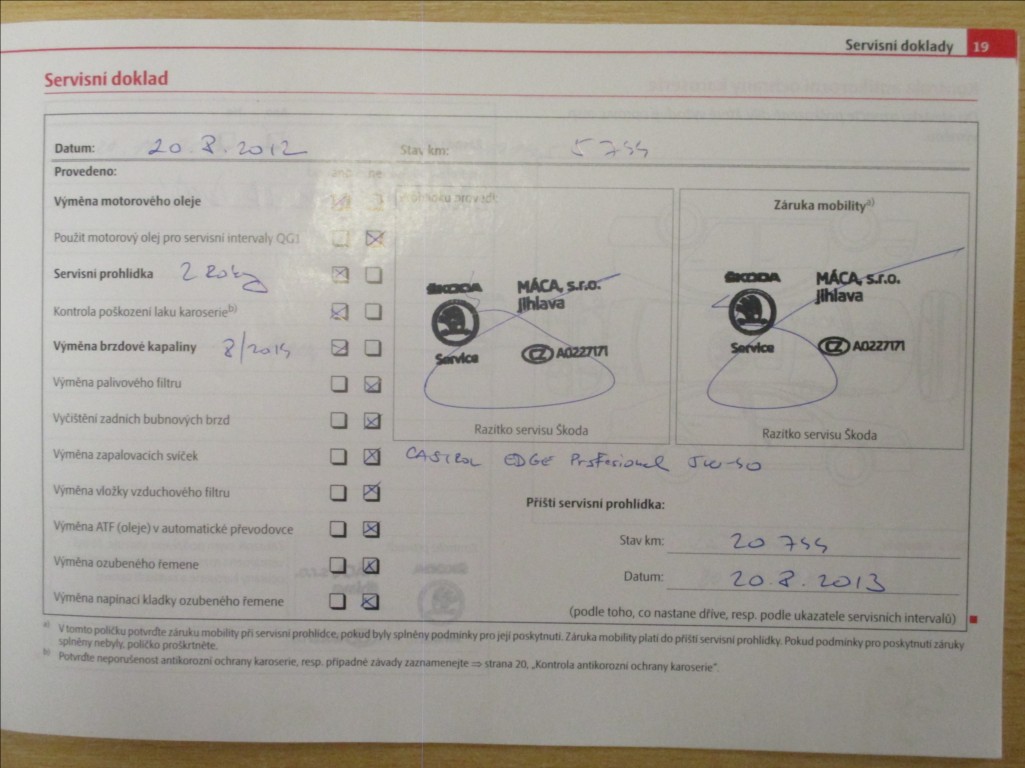 Servisní doklady 19
Servisní doklad
Datum: 20.8.2012 Stav km: 5744
Provedeno: ano ne
Výměna motorového oleje
Použit motorový olej pro servisní intervaly QG1
Servisní prohlídka 2 Roky
Kontrola poškození laku karoserie b)
Výměna brzdové kapaliny 8/2014
Výměna palivového filtru
Vyčištění zadních bubnových brzd
Výměna zapalovacích svíček
Výměna vložky vzduchového filtru
Výměna ATF (oleje) v automatické převodovce
Výměna ozubeného řemene
Výměna napínací kladky ozubeného řemene
ŠKODA MÁCA, s.r.o.
Jihlava
Service CZ A0227171
Razítko servisu Škoda
Záruka mobility a)
ŠKODA MÁCA, s.r.o.
Jihlava
Service CZ A0227171
Razítko servisu Škoda
CASTROL EDGE Profesional 5W-30
Příští servisní prohlídka:
Stav km: 20 744
Datum: 20.8.2013
(podle toho, co nastane dříve, resp. podle ukazatele servisních intervalů)
a) V tomto políčku potvrďte záruku mobility při servisní prohlídce, pokud byly splněny podmínky pro její poskytnutí. Záruka mobility platí do příští servisní prohlídky. Pokud podmínky pro poskytnutí záruky
splněny nebyly, políčko proškrtněte.
b) Potvrďte neporušenost antikorozní ochrany karoserie, resp. případné závady zaznamenejte ⇒ strana 20, „Kontrola antikorozní ochrany karoserie“.